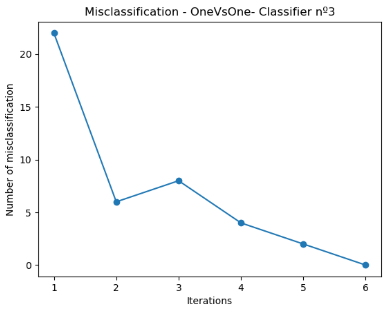 Misclassification - OneVsOne- Classifier nº3
Number of misclassification
20
15
10
5
0
1 2 3 4 5 6
Iterations